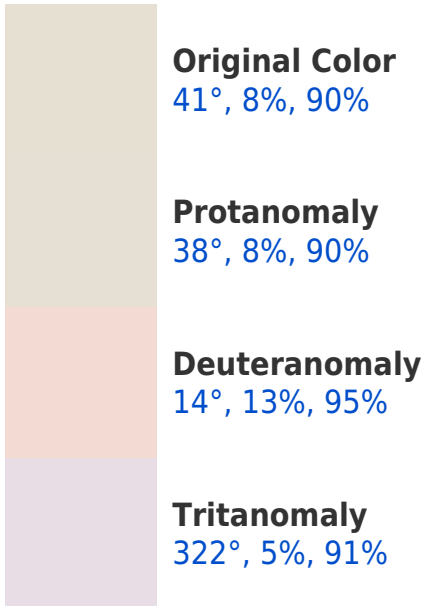 Original Color
41°, 8%, 90%
Protanomaly
38°, 8%, 90%
Deuteranomaly
14°, 13%, 95%
Tritanomaly
322°, 5%, 91%